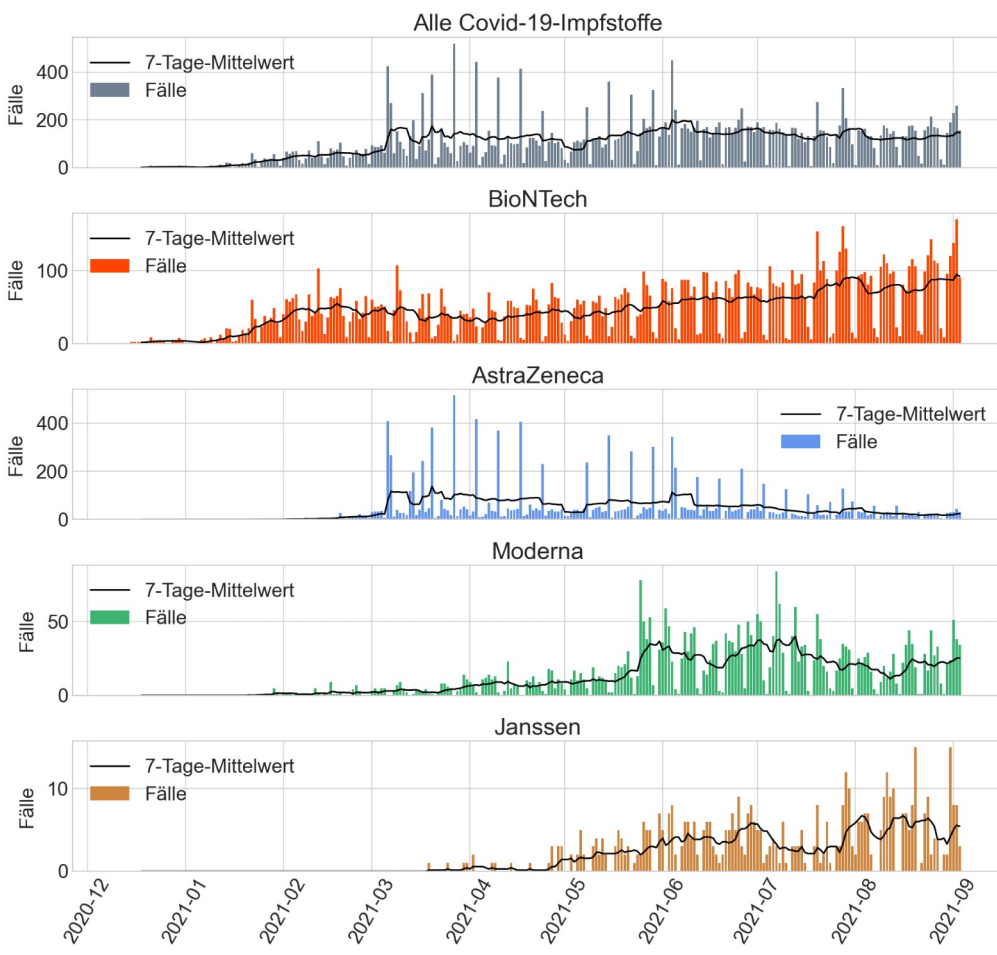 Alle Covid-19-Impfstoffe
Fälle
400
200
0
7-Tage-Mittelwert
Fälle
BioNTech
Fälle
100
0
7-Tage-Mittelwert
Fälle
AstraZeneca
Fälle
400
200
0
7-Tage-Mittelwert
Fälle
Moderna
Fälle
50
0
7-Tage-Mittelwert
Fälle
Janssen
Fälle
10
0
7-Tage-Mittelwert
Fälle
2020-12
2021-01
2021-02
2021-03
2021-04
2021-05
2021-06
2021-07
2021-08
2021-09